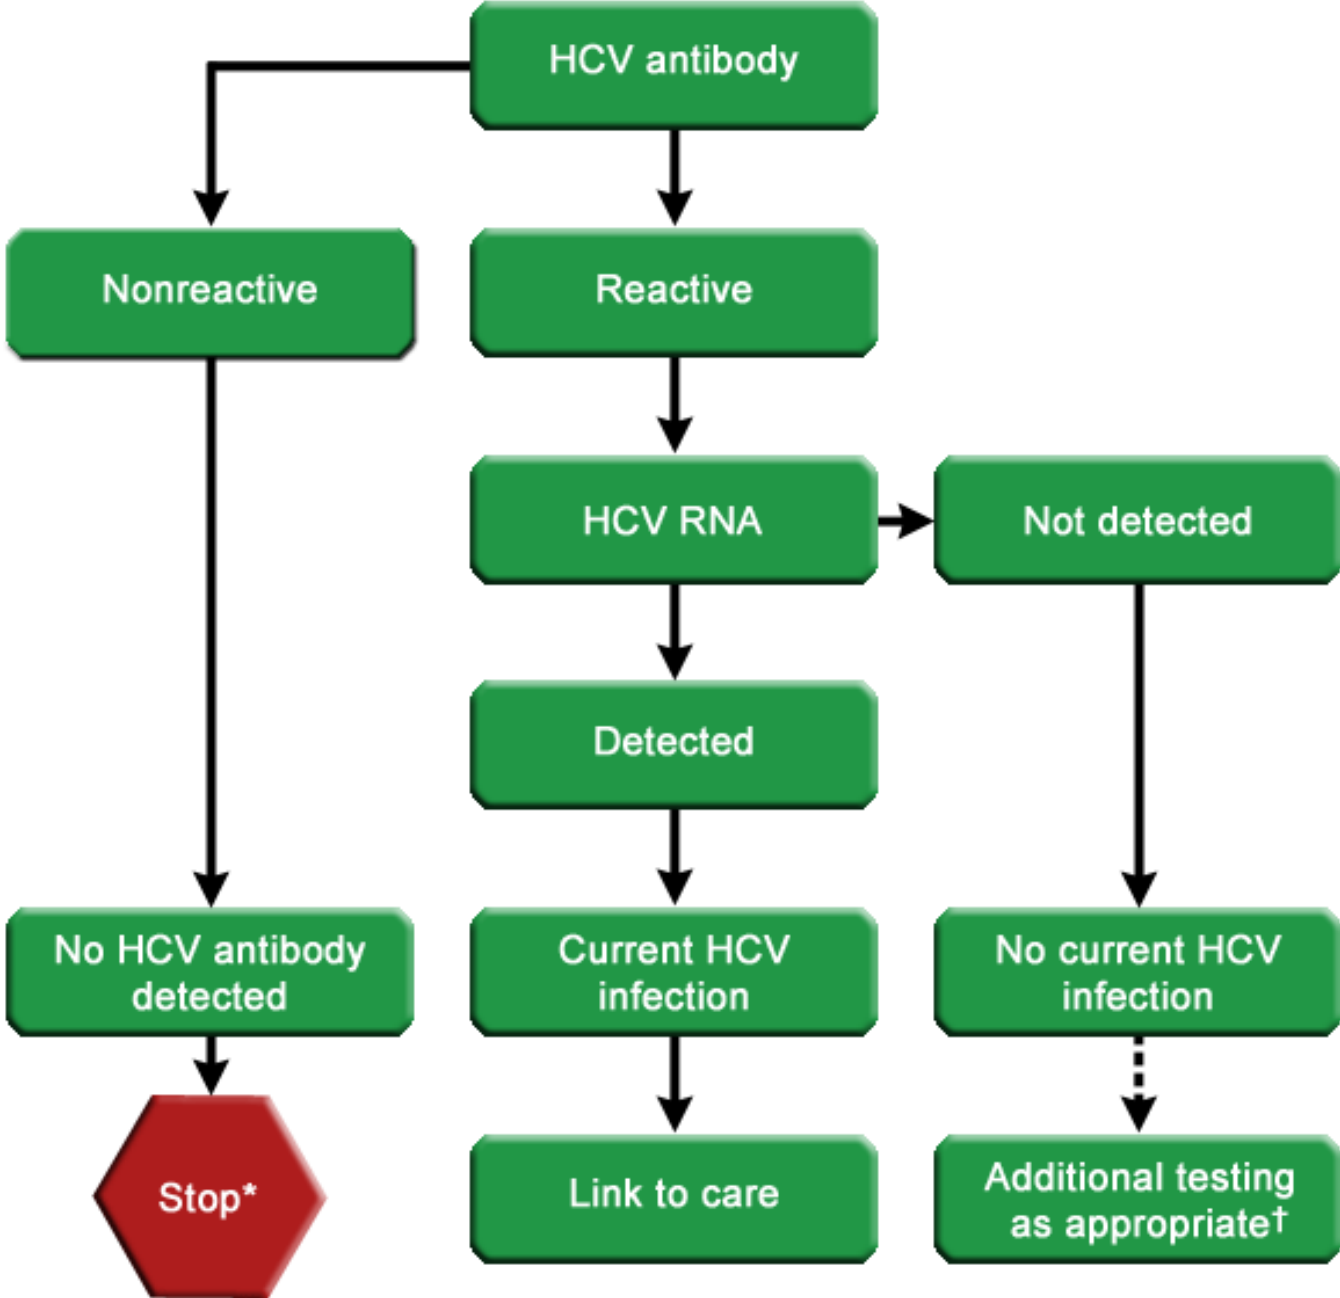 HCV antibody
Nonreactive
Reactive
HCV RNA
Not detected
Detected
No HCV antibody
detected
Current HCV
infection
No current HCV
infection
Stop*
Link to care
Additional testing
as appropriate†